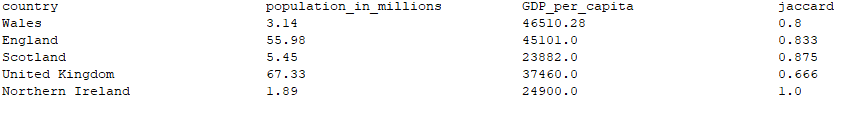 country population_in_millions GDP_per_capita jaccard
Wales 3.14 46510.28 0.8
England 55.98 45101.0 0.833
Scotland 5.45 23882.0 0.875
United Kingdom 67.33 37460.0 0.666
Northern Ireland 1.89 24900.0 1.0